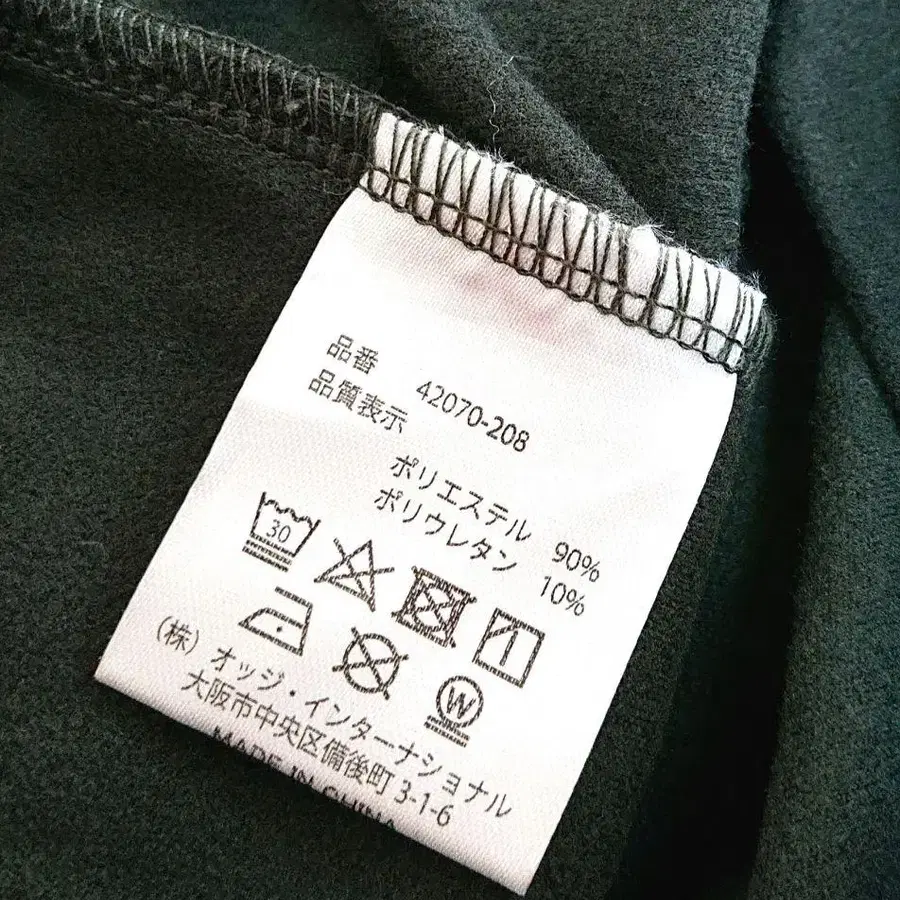 品番 42070-208
品質表示
ポリエステル 90%
ポリウレタン 10%
30
W
(株)オッジ・インターナショナル
大阪市中央区備後町 3-1-6
MADE IN CHINA